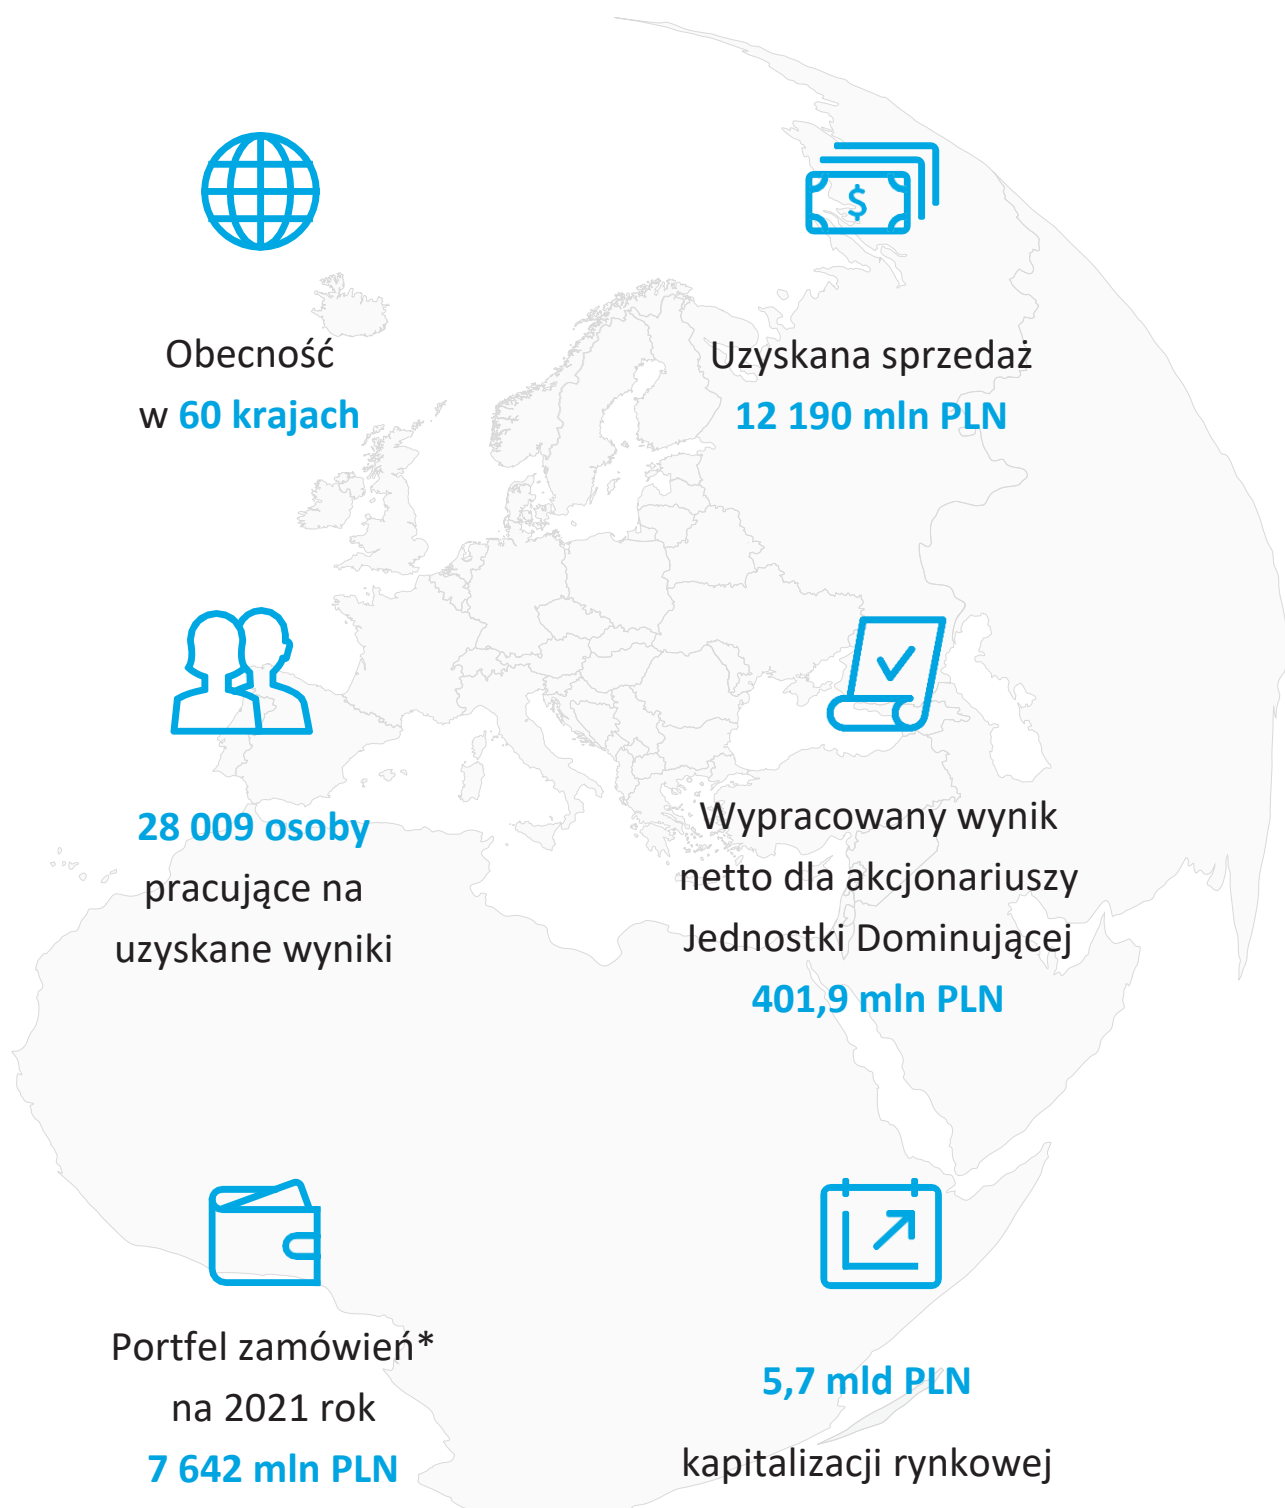 Obecność
w 60 krajach
Uzyskana sprzedaż
12 190 mln PLN
28 009 osoby
pracujące na
uzyskane wyniki
Wypracowany wynik
netto dla akcjonariuszy
Jednostki Dominującej
401,9 mln PLN
Portfel zamówień*
na 2021 rok
7 642 mln PLN
5,7 mld PLN
kapitalizacji rynkowej